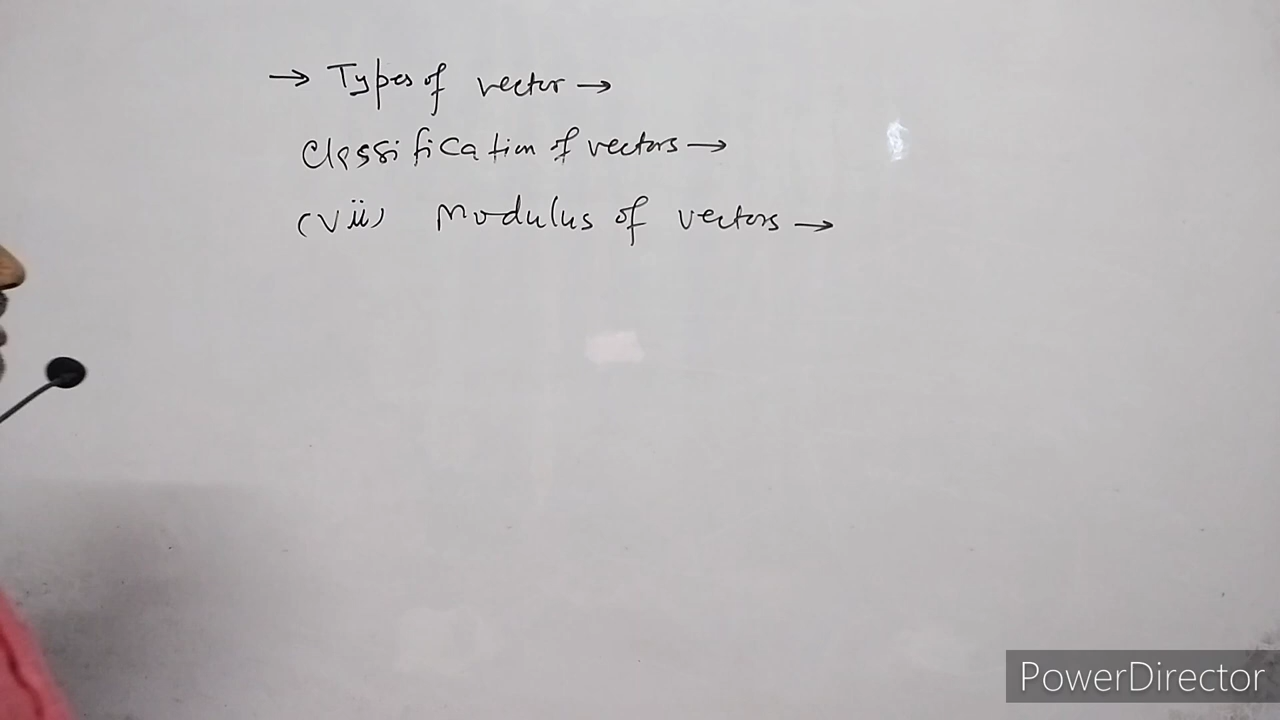 → Types of vector →
Classification of vectors →
(vii) Modulus of vectors →
PowerDirector